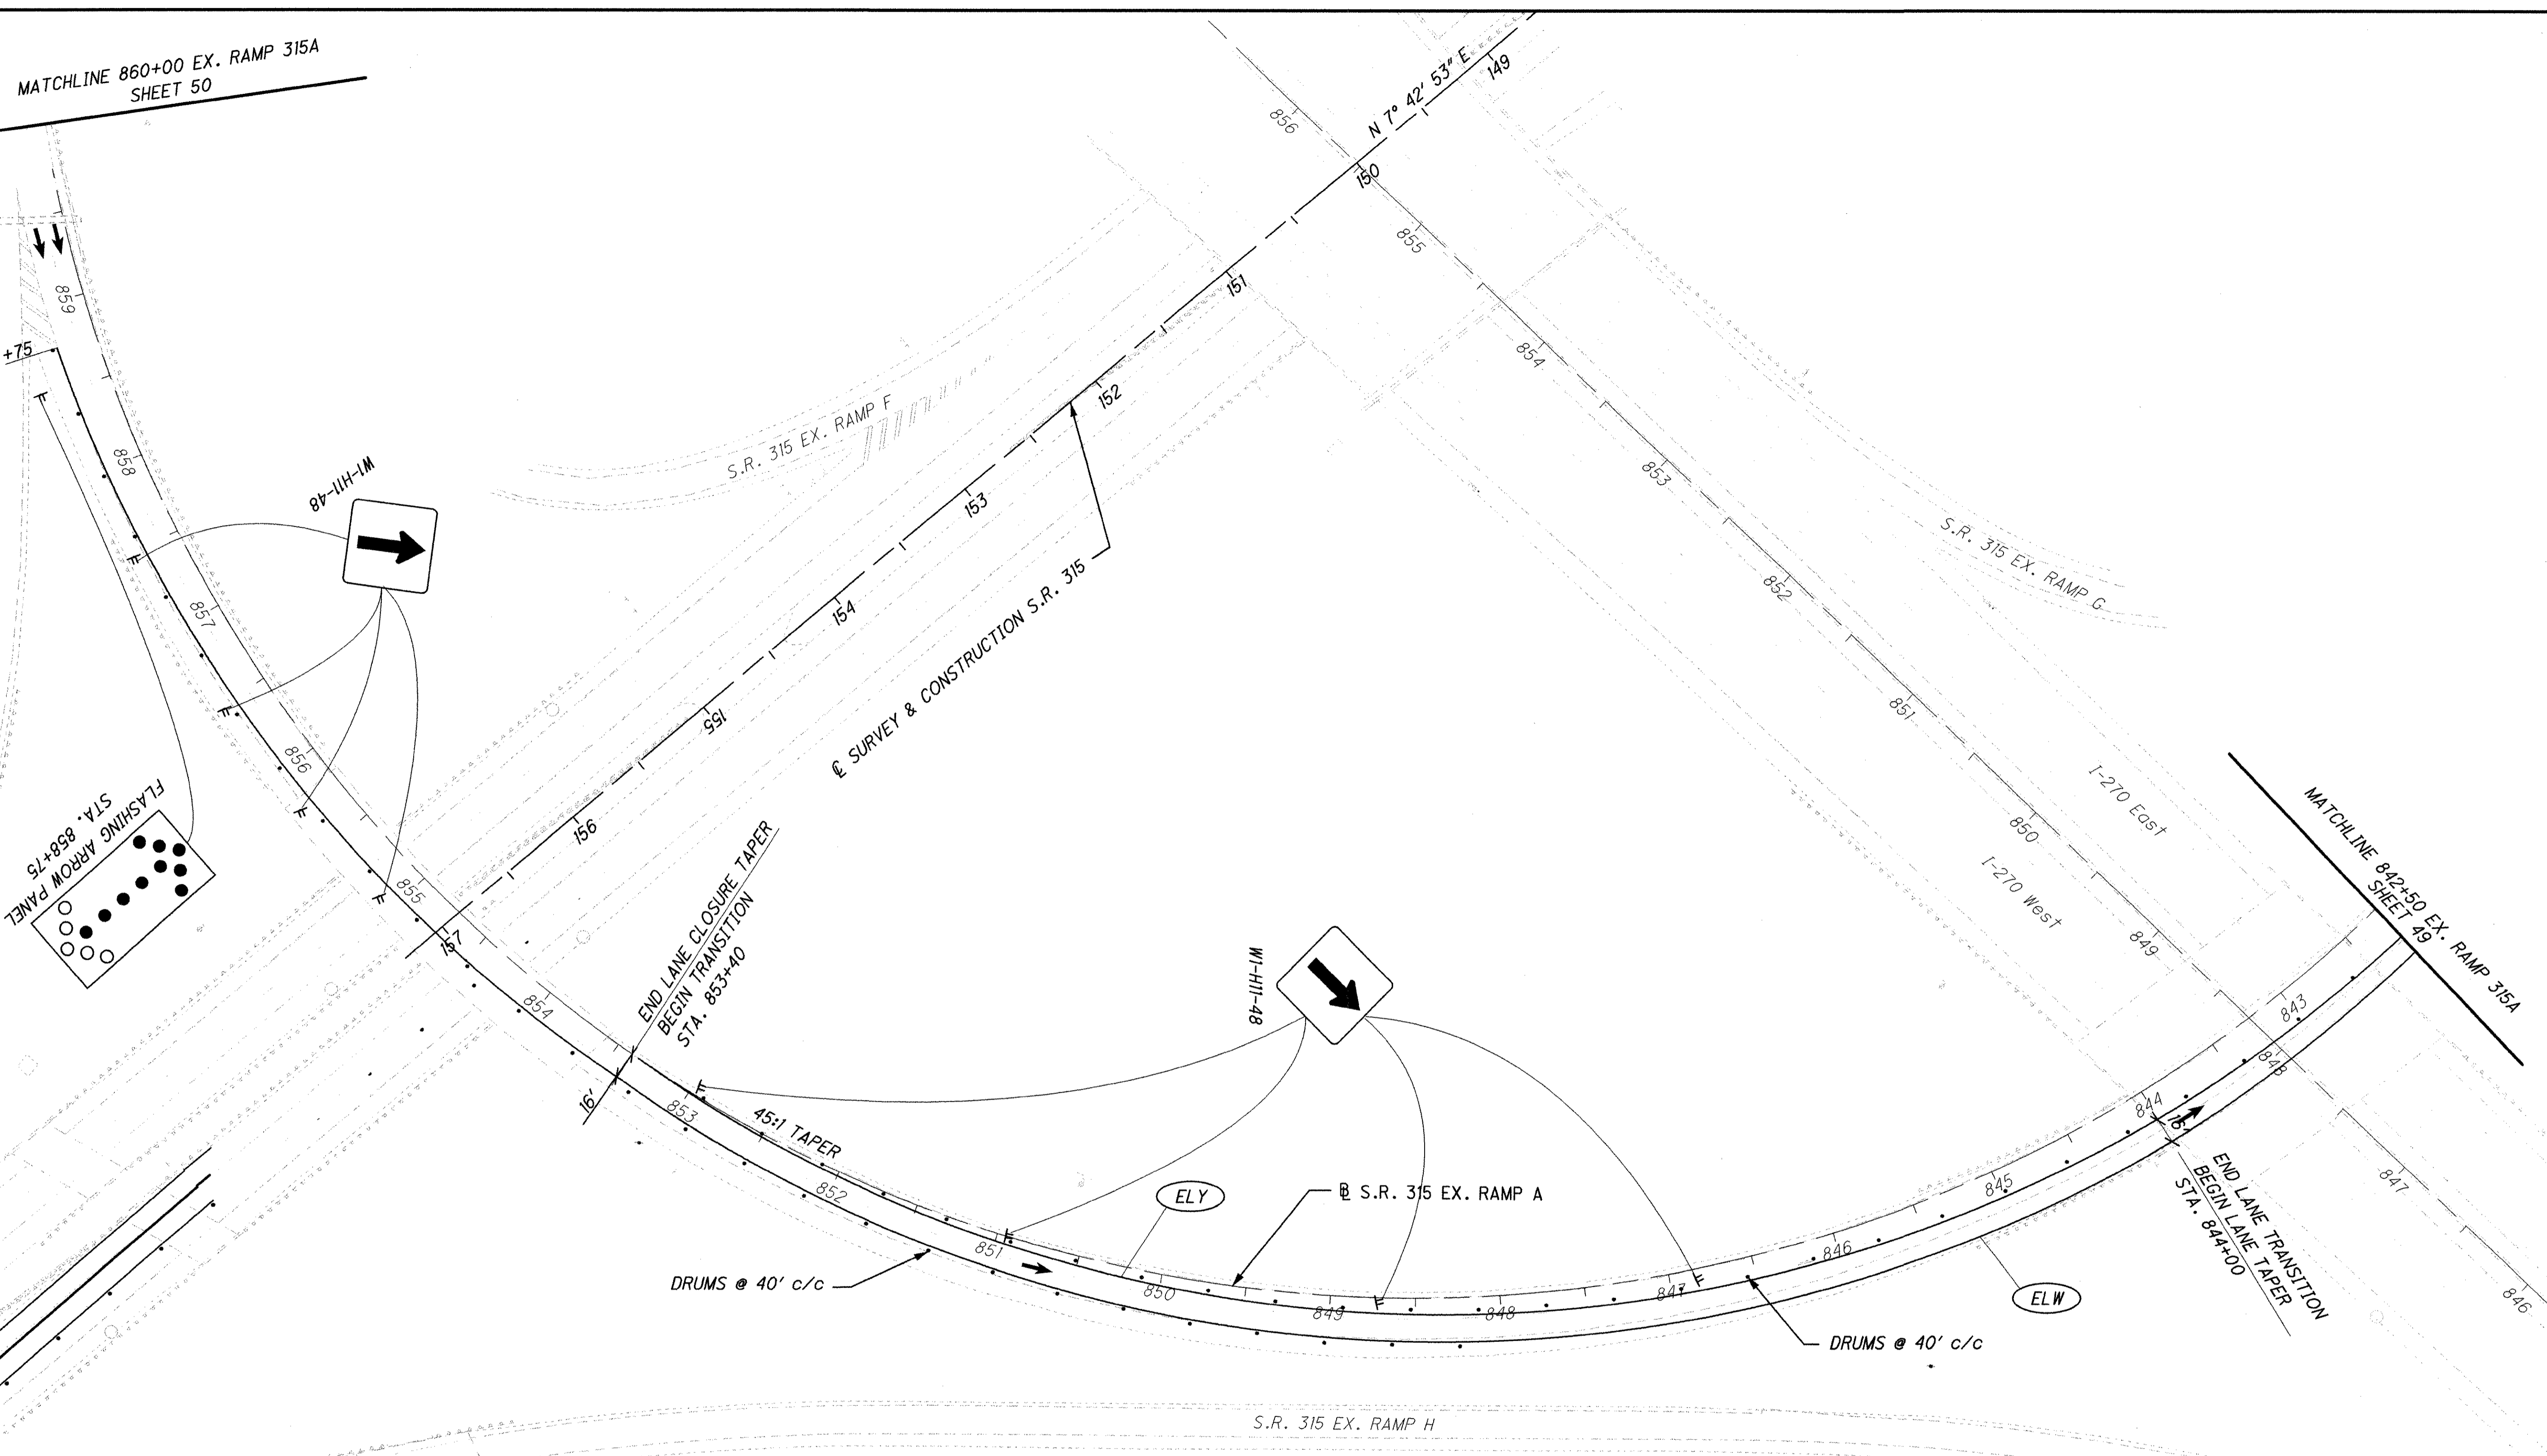 MATCHLINE 860+00 EX. RAMP 315A
SHEET 50
N 7° 42' 53" E
149
150
151
152
153
154
155
156
157
856
855
854
853
852
851
850
849
848
847
846
859
858
857
856
855
854
853
852
851
850
849
848
847
846
845
844
843
+75
W1-H11-48
S.R. 315 EX. RAMP F
℄ SURVEY & CONSTRUCTION S.R. 315
S.R. 315 EX. RAMP G
I-270 East
I-270 West
MATCHLINE 842+50 EX. RAMP 315A
SHEET 49
FLASHING ARROW PANEL
STA. 858+75
END LANE CLOSURE TAPER
BEGIN TRANSITION
STA. 853+40
16'
45:1 TAPER
W1-H11-48
ELY
B̲L S.R. 315 EX. RAMP A
DRUMS @ 40' c/c
16'
END LANE TRANSITION
BEGIN LANE TAPER
STA. 844+00
ELW
DRUMS @ 40' c/c
S.R. 315 EX. RAMP H